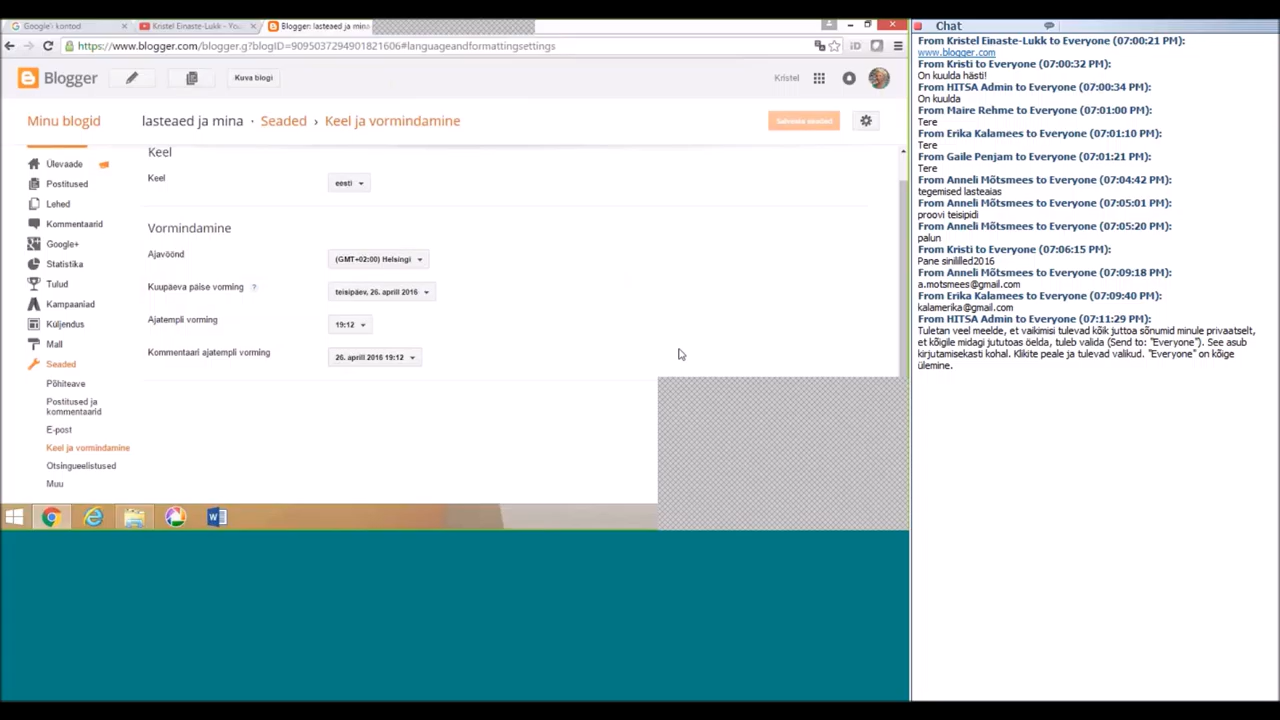 Google'i kontod
Kristel Einaste-Lukk - You...
Blogger: lasteaed ja mina
https://www.blogger.com/blogger.g?blogID=9095037294901821606#languageandformattingsettings
Blogger
Kuva blogi
Kristel
Minu blogid
lasteaed ja mina · Seaded › Keel ja vormindamine
Salvesta seaded
Ülevaade
Postitused
Lehed
Kommentaarid
Google+
Statistika
Tulud
Kampaaniad
Küljendus
Mall
Seaded
Põhiteave
Postitused ja
kommentaarid
E-post
Keel ja vormindamine
Otsingueelistused
Muu
Keel
Keel
eesti
Vormindamine
Ajavöönd
(GMT+02:00) Helsingi
Kuupäeva päise vorming ?
teisipäev, 26. aprill 2016
Ajatempli vorming
19:12
Kommentaari ajatempli vorming
26. aprill 2016 19:12
Chat
From Kristel Einaste-Lukk to Everyone (07:00:21 PM):
www.blogger.com
From Kristi to Everyone (07:00:32 PM):
On kuulda hästi!
From HITSA Admin to Everyone (07:00:34 PM):
On kuulda
From Maire Rehme to Everyone (07:01:00 PM):
Tere
From Erika Kalamees to Everyone (07:01:10 PM):
Tere
From Gaile Penjam to Everyone (07:01:21 PM):
Tere
From Anneli Mõtsmees to Everyone (07:04:42 PM):
tegemised lasteaias
From Anneli Mõtsmees to Everyone (07:05:01 PM):
proovi teisipidi
From Anneli Mõtsmees to Everyone (07:05:20 PM):
palun
From Kristi to Everyone (07:06:15 PM):
Pane sinililled2016
From Anneli Mõtsmees to Everyone (07:09:18 PM):
a.motsmees@gmail.com
From Erika Kalamees to Everyone (07:09:40 PM):
kalamerika@gmail.com
From HITSA Admin to Everyone (07:11:29 PM):
Tuletan veel meelde, et vaikimisi tulevad kõik juttoa sõnumid minule privaatselt,
et kõigile midagi jututoas öelda, tuleb valida (Send to: "Everyone"). See asub
kirjutamisekasti kohal. Klikite peale ja tulevad valikud. "Everyone" on kõige
ülemine.